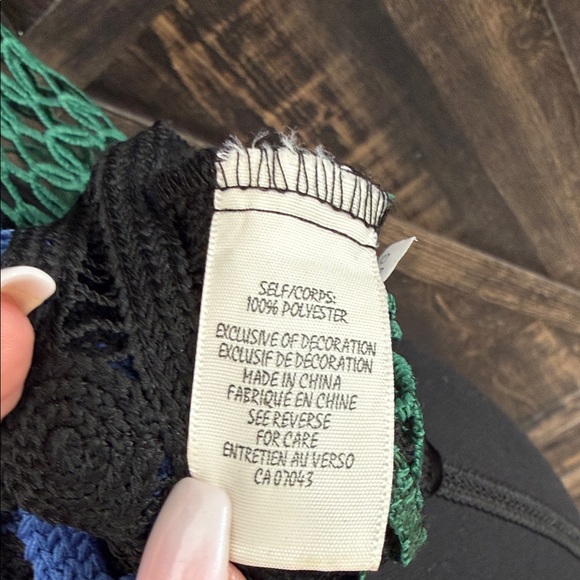 SELF/CORPS:
100% POLYESTER
EXCLUSIVE OF DECORATION
EXCLUSIF DE DECORATION
MADE IN CHINA
FABRIQUÉ EN CHINE
SEE REVERSE
FOR CARE
ENTRETIEN AU VERSO
CA 07043